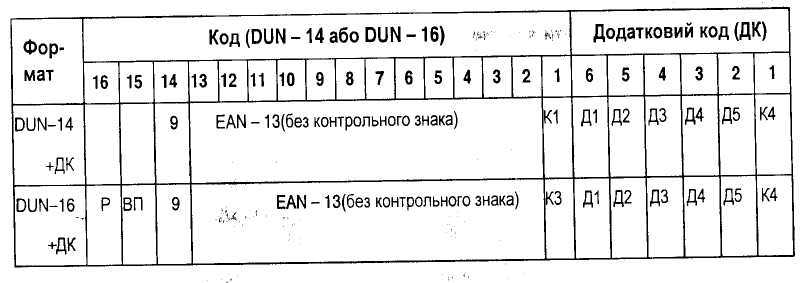 Фор-
мат
Код (DUN – 14 або DUN – 16)
Додатковий код (ДК)
16 15 14 13 12 11 10 9 8 7 6 5 4 3 2 1 6 5 4 3 2 1
DUN–14 9 EAN – 13(без контрольного знака) К1 Д1 Д2 Д3 Д4 Д5 К4
+ДК
DUN–16 Р ВП 9 EAN – 13(без контрольного знака) К3 Д1 Д2 Д3 Д4 Д5 К4
+ДК